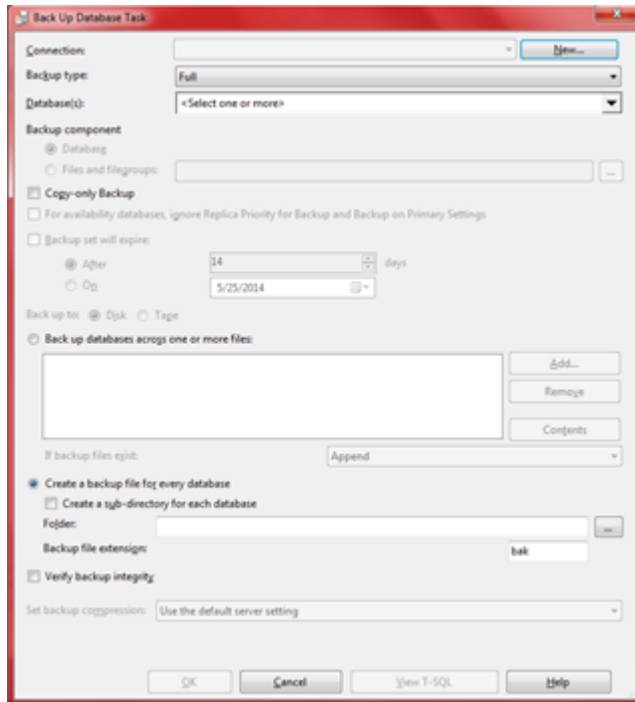 Back Up Database Task
Connection: New...
Backup type: Full
Database(s): <Select one or more>
Backup component
Database
Files and filegroups: ...
Copy-only Backup
For availability databases, ignore Replica Priority for Backup and Backup on Primary Settings
Backup set will expire:
After 14 days
On 5/25/2014
Back up to: Disk Tape
Back up databases across one or more files:
Add...
Remove
Contents
If backup files exist: Append
Create a backup file for every database
Create a sub-directory for each database
Folder: ...
Backup file extension: bak
Verify backup integrity
Set backup compression: Use the default server setting
OK Cancel View T-SQL Help